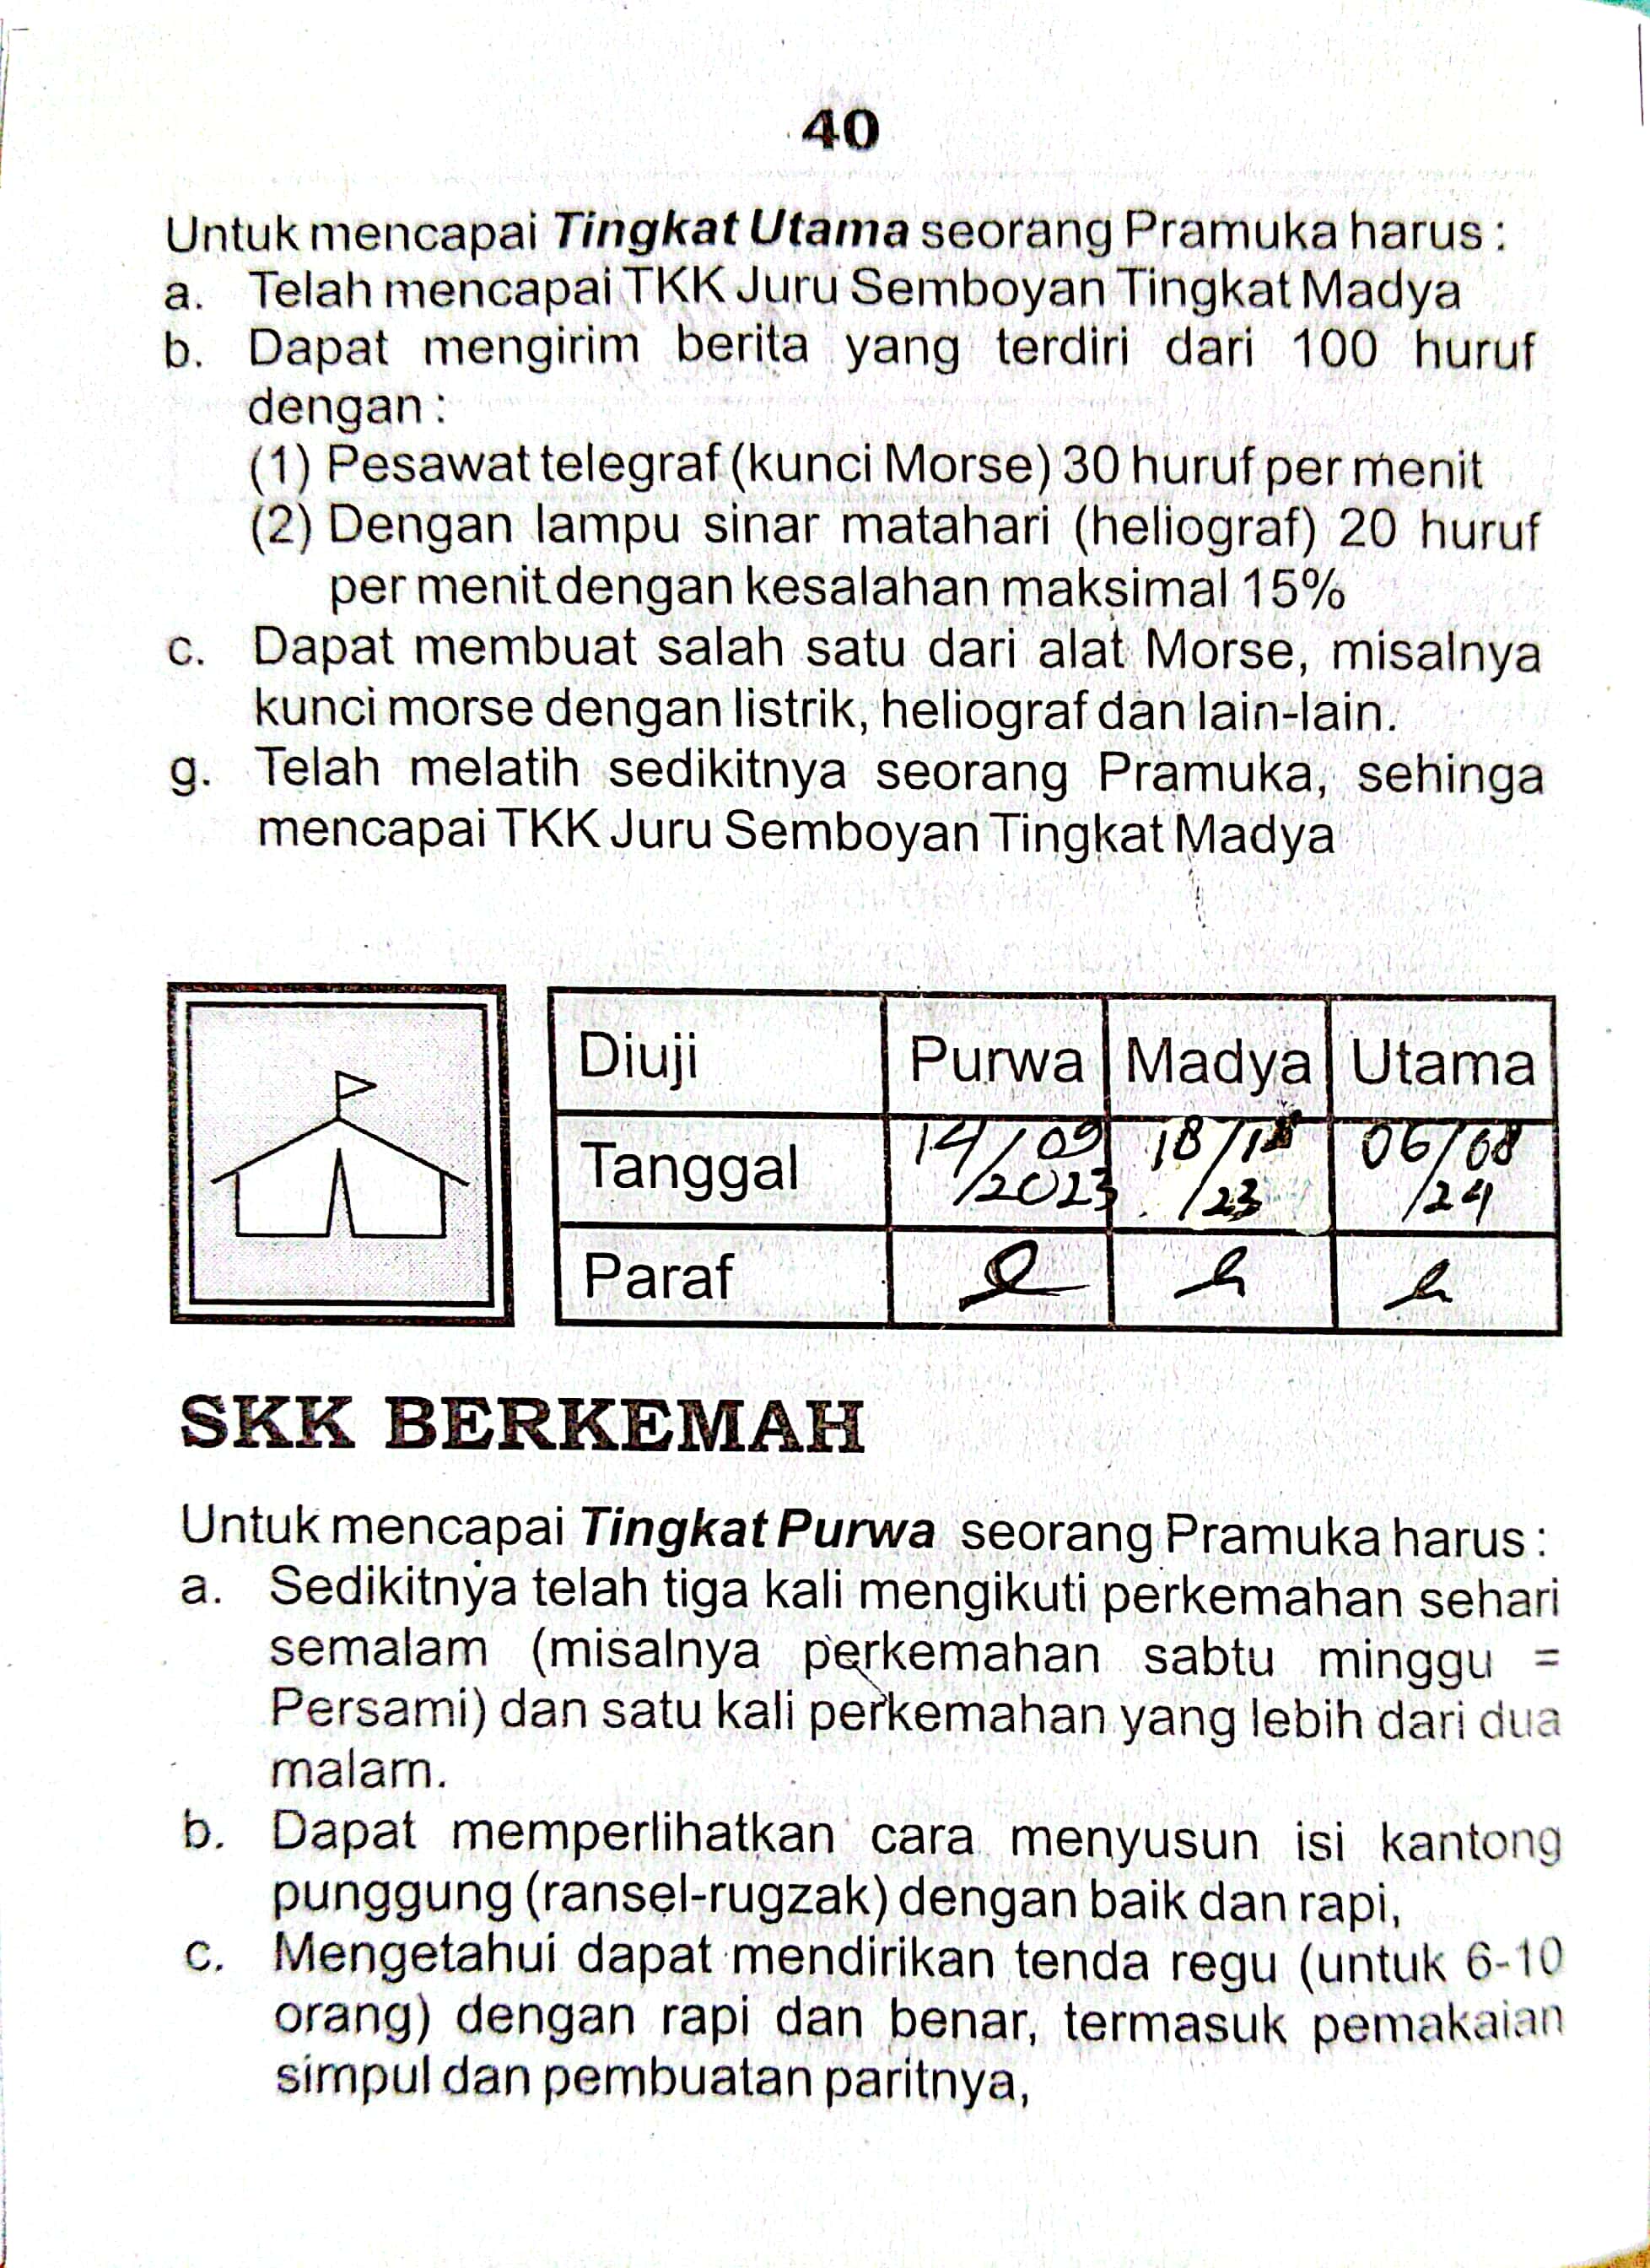 40
Untuk mencapai Tingkat Utama seorang Pramuka harus :
a. Telah mencapai TKK Juru Semboyan Tingkat Madya
b. Dapat mengirim berita yang terdiri dari 100 huruf
dengan :
(1) Pesawat telegraf (kunci Morse) 30 huruf per menit
(2) Dengan lampu sinar matahari (heliograf) 20 huruf
per menit dengan kesalahan maksimal 15%
c. Dapat membuat salah satu dari alat Morse, misalnya
kunci morse dengan listrik, heliograf dan lain-lain.
g. Telah melatih sedikitnya seorang Pramuka, sehinga
mencapai TKK Juru Semboyan Tingkat Madya
Diuji Purwa Madya Utama
Tanggal 14/09/2023 18/ /23 06/08/24
Paraf
SKK BERKEMAH
Untuk mencapai Tingkat Purwa seorang Pramuka harus :
a. Sedikitnya telah tiga kali mengikuti perkemahan sehari
semalam (misalnya perkemahan sabtu minggu =
Persami) dan satu kali perkemahan yang lebih dari dua
malam.
b. Dapat memperlihatkan cara menyusun isi kantong
punggung (ransel-rugzak) dengan baik dan rapi,
c. Mengetahui dapat mendirikan tenda regu (untuk 6-10
orang) dengan rapi dan benar, termasuk pemakaian
simpul dan pembuatan paritnya,